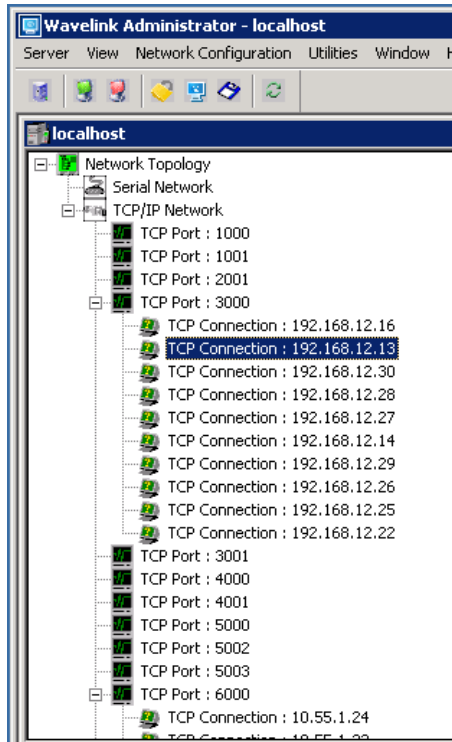 Wavelink Administrator - localhost
Server View Network Configuration Utilities Window
localhost
Network Topology
Serial Network
TCP/IP Network
TCP Port : 1000
TCP Port : 1001
TCP Port : 2001
TCP Port : 3000
TCP Connection : 192.168.12.16
TCP Connection : 192.168.12.13
TCP Connection : 192.168.12.30
TCP Connection : 192.168.12.28
TCP Connection : 192.168.12.27
TCP Connection : 192.168.12.14
TCP Connection : 192.168.12.29
TCP Connection : 192.168.12.26
TCP Connection : 192.168.12.25
TCP Connection : 192.168.12.22
TCP Port : 3001
TCP Port : 4000
TCP Port : 4001
TCP Port : 5000
TCP Port : 5002
TCP Port : 5003
TCP Port : 6000
TCP Connection : 10.55.1.24